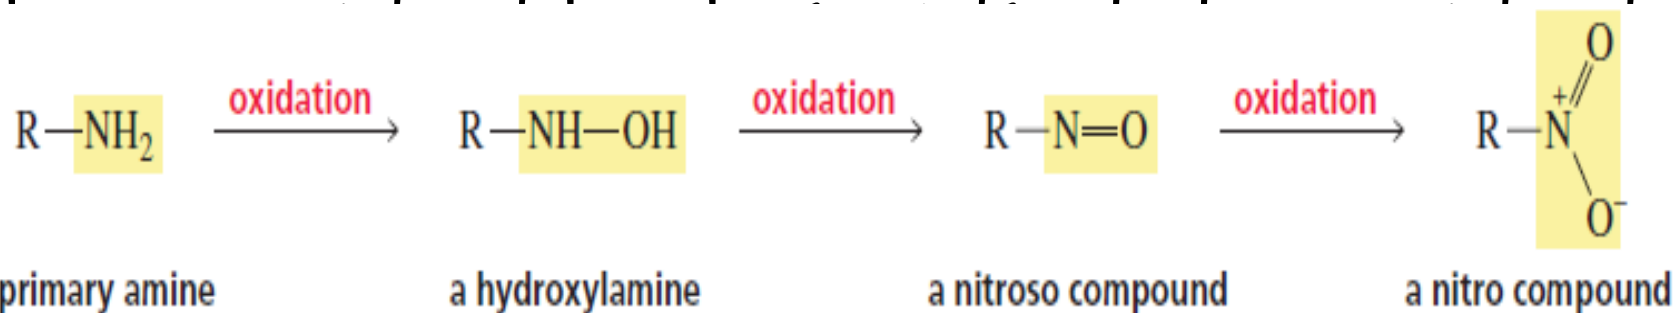 oxidation oxidation oxidation
R—NH₂ R—NH—OH R—N=O R—N⁺(=O)O⁻
primary amine a hydroxylamine a nitroso compound a nitro compound